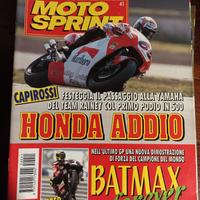 MOTO
SPRINT
41
Marlboro
CAPIROSSI FESTEGGIA IL PASSAGGIO ALLA YAMAHA
DEL TEAM RAINEY COL PRIMO PODIO IN 500
HONDA ADDIO
NELL'ULTIMO GP UNA NUOVA DIMOSTRAZIONE
DI FORZA DEL CAMPIONE DEL MONDO
BATMAX